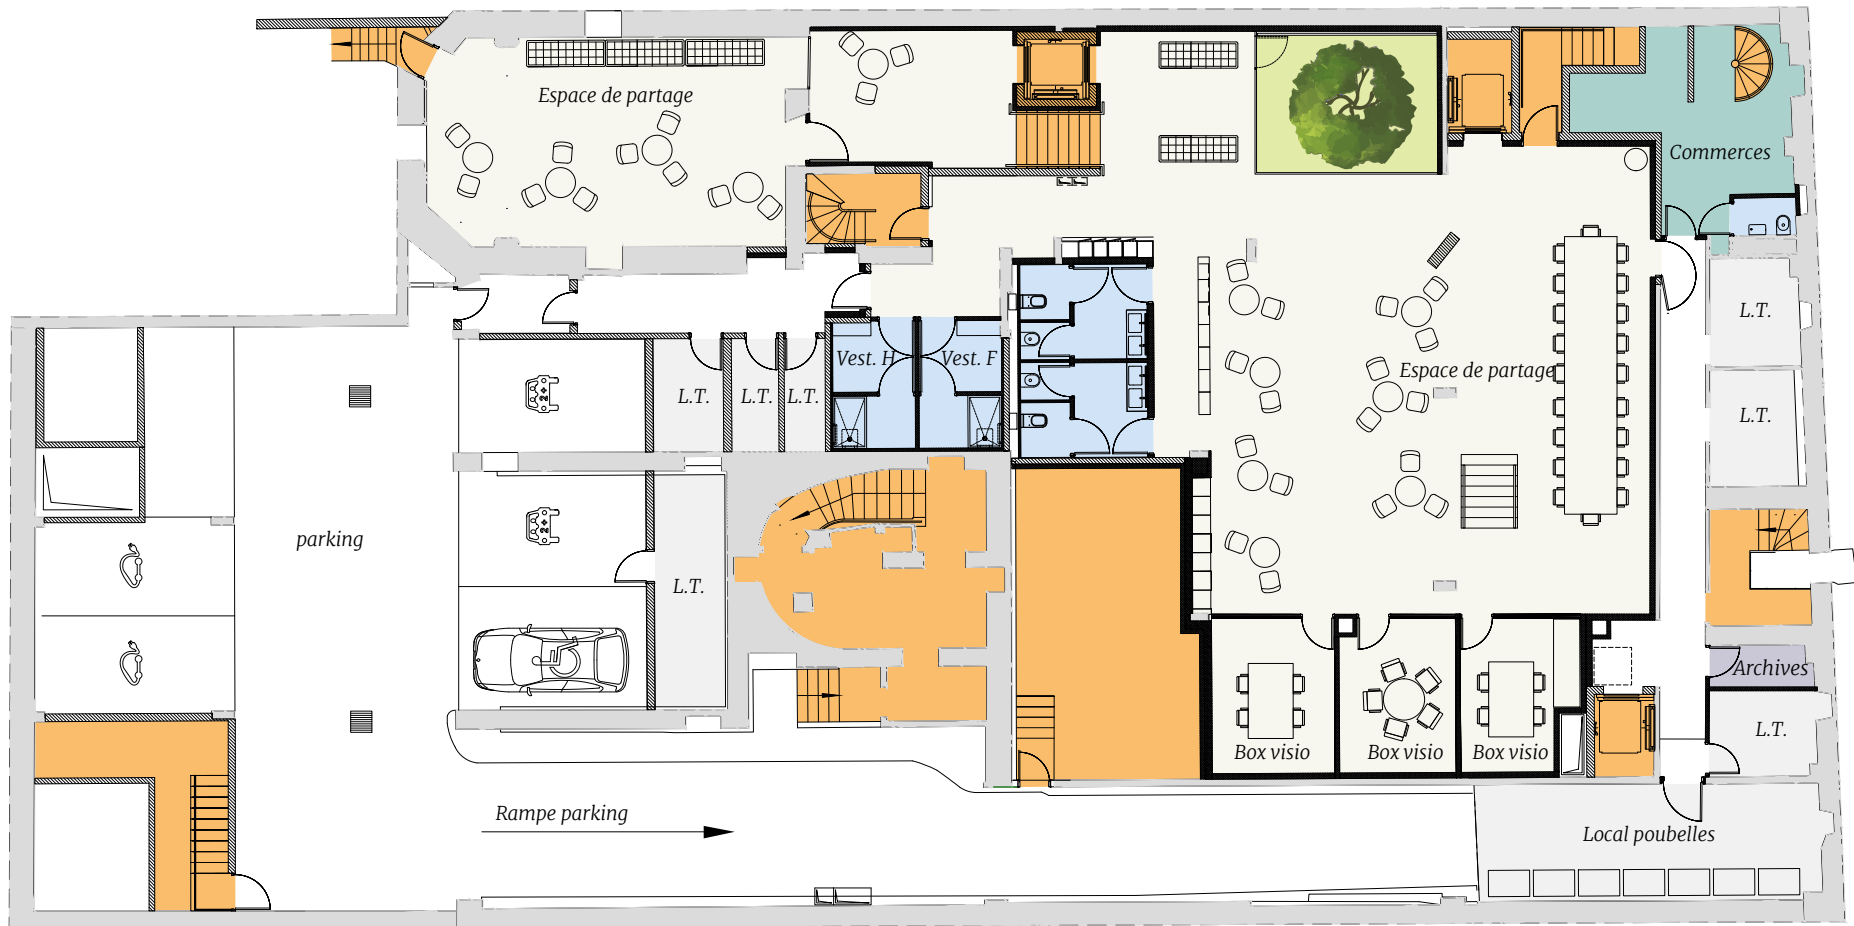 Espace de partage
Commerces
L.T.
Vest. H
Vest. F
Espace de partage
L.T.
L.T.
L.T.
L.T.
parking
L.T.
Archives
L.T.
Box visio
Box visio
Box visio
Rampe parking
Local poubelles